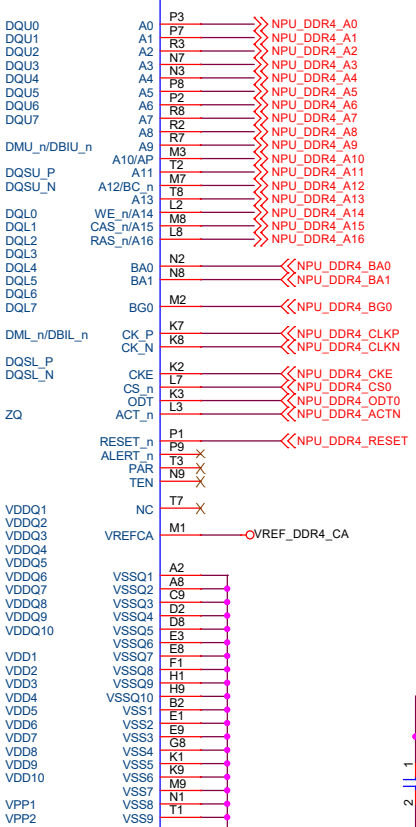 DQU0 A0 P3 NPU_DDR4_A0
DQU1 A1 P7 NPU_DDR4_A1
DQU2 A2 R3 NPU_DDR4_A2
DQU3 A3 N7 NPU_DDR4_A3
DQU4 A4 N3 NPU_DDR4_A4
DQU5 A5 P8 NPU_DDR4_A5
DQU6 A6 P2 NPU_DDR4_A6
DQU7 A7 R8 NPU_DDR4_A7
A8 R2 NPU_DDR4_A8
DMU_n/DBIU_n A9 R7 NPU_DDR4_A9
A10/AP M3 NPU_DDR4_A10
DQSU_P A11 T2 NPU_DDR4_A11
DQSU_N A12/BC_n M7 NPU_DDR4_A12
A13 T8 NPU_DDR4_A13
DQL0 WE_n/A14 L2 NPU_DDR4_A14
DQL1 CAS_n/A15 M8 NPU_DDR4_A15
DQL2 RAS_n/A16 L8 NPU_DDR4_A16
DQL3
DQL4 BA0 N2 NPU_DDR4_BA0
DQL5 BA1 N8 NPU_DDR4_BA1
DQL6
DQL7 BG0 M2 NPU_DDR4_BG0
DML_n/DBIL_n CK_P K7 NPU_DDR4_CLKP
CK_N K8 NPU_DDR4_CLKN
DQSL_P
DQSL_N CKE K2 NPU_DDR4_CKE
CS_n L7 NPU_DDR4_CS0
ODT K3 NPU_DDR4_ODT0
ZQ ACT_n L3 NPU_DDR4_ACTN
RESET_n P1 NPU_DDR4_RESET
ALERT_n P9
PAR T3
TEN N9
VDDQ1 NC T7
VDDQ2
VDDQ3 VREFCA M1 VREF_DDR4_CA
VDDQ4
VDDQ5
VDDQ6 VSSQ1 A2
VDDQ7 VSSQ2 A8
VDDQ8 VSSQ3 C9
VDDQ9 VSSQ4 D2
VDDQ10 VSSQ5 D8
VSSQ6 E3
VDD1 VSSQ7 E8
VDD2 VSSQ8 F1
VDD3 VSSQ9 H1
VDD4 VSSQ10 H9
VDD5 VSS1 B2
VDD6 VSS2 E1
VDD7 VSS3 E9
VDD8 VSS4 G8
VDD9 VSS5 K1 1
VDD10 VSS6 K9
VSS7 M9
VPP1 VSS8 N1 2
VPP2 VSS9 T1